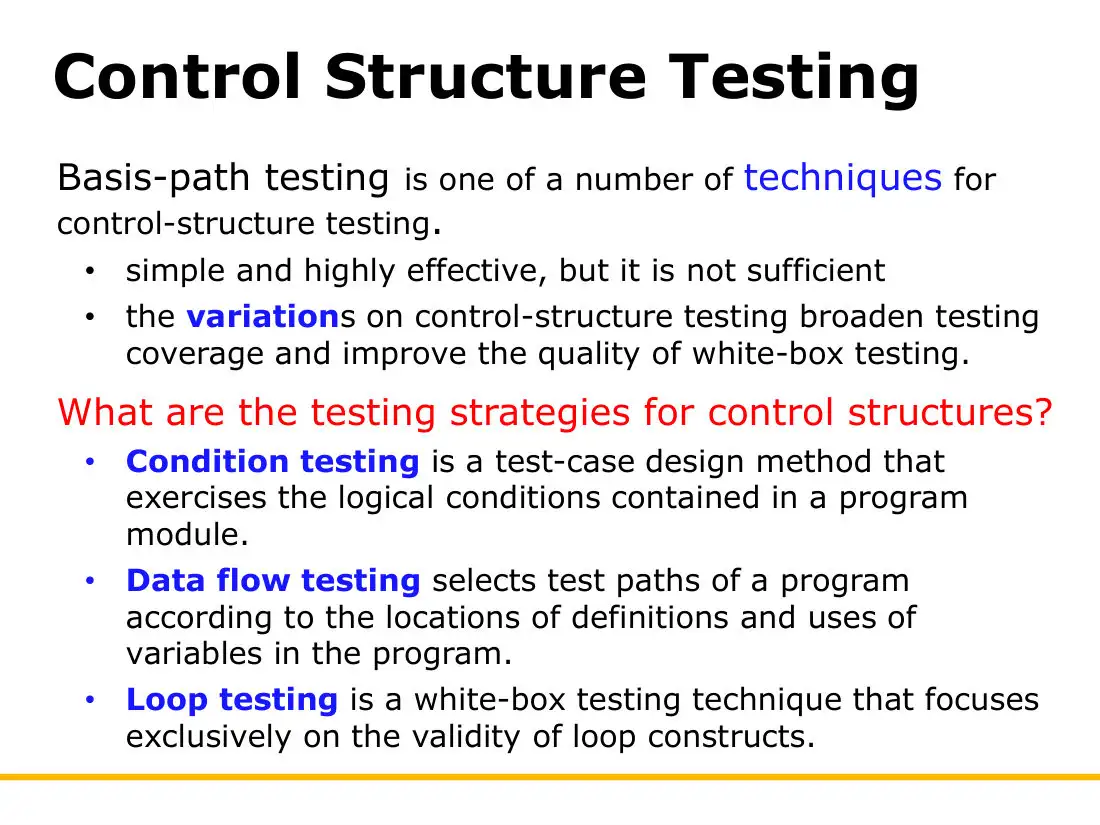 Control Structure Testing
Basis-path testing is one of a number of techniques for
control-structure testing.
• simple and highly effective, but it is not sufficient
• the variations on control-structure testing broaden testing
coverage and improve the quality of white-box testing.
What are the testing strategies for control structures?
• Condition testing is a test-case design method that
exercises the logical conditions contained in a program
module.
• Data flow testing selects test paths of a program
according to the locations of definitions and uses of
variables in the program.
• Loop testing is a white-box testing technique that focuses
exclusively on the validity of loop constructs.